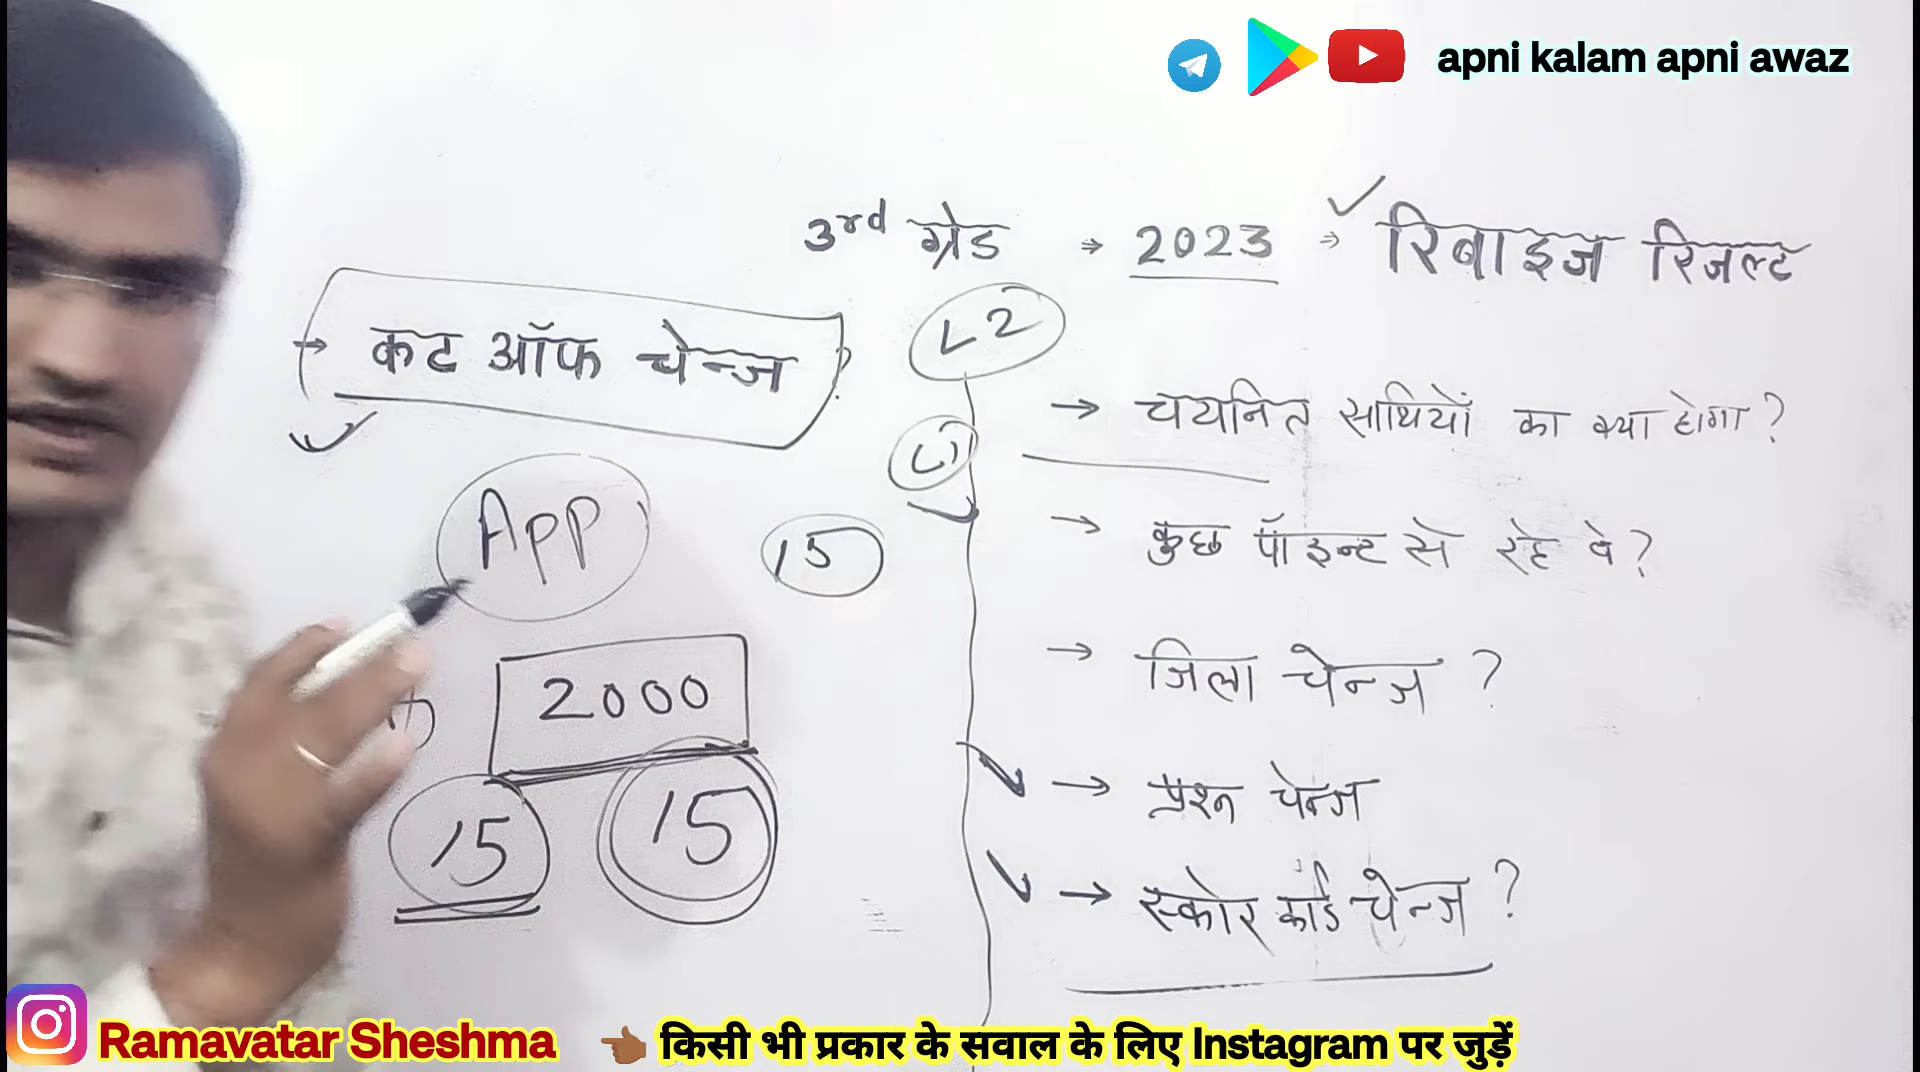 apni kalam apni awaz
3rd ग्रेड ⇒ 2023 ⇒ ✓ रिवाइज रिजल्ट
→ कट ऑफ चेन्ज ?
L2
→ चयनित साथियों का क्या होगा ?
L1
→ कुछ पॉइन्ट से रहे वे ?
App
15
→ जिला चेन्ज ?
2000
→ प्रश्न चेन्ज
15
15
→ स्कोर कार्ड चेन्ज ?
Ramavatar Sheshma 👈 किसी भी प्रकार के सवाल के लिए Instagram पर जुड़ें